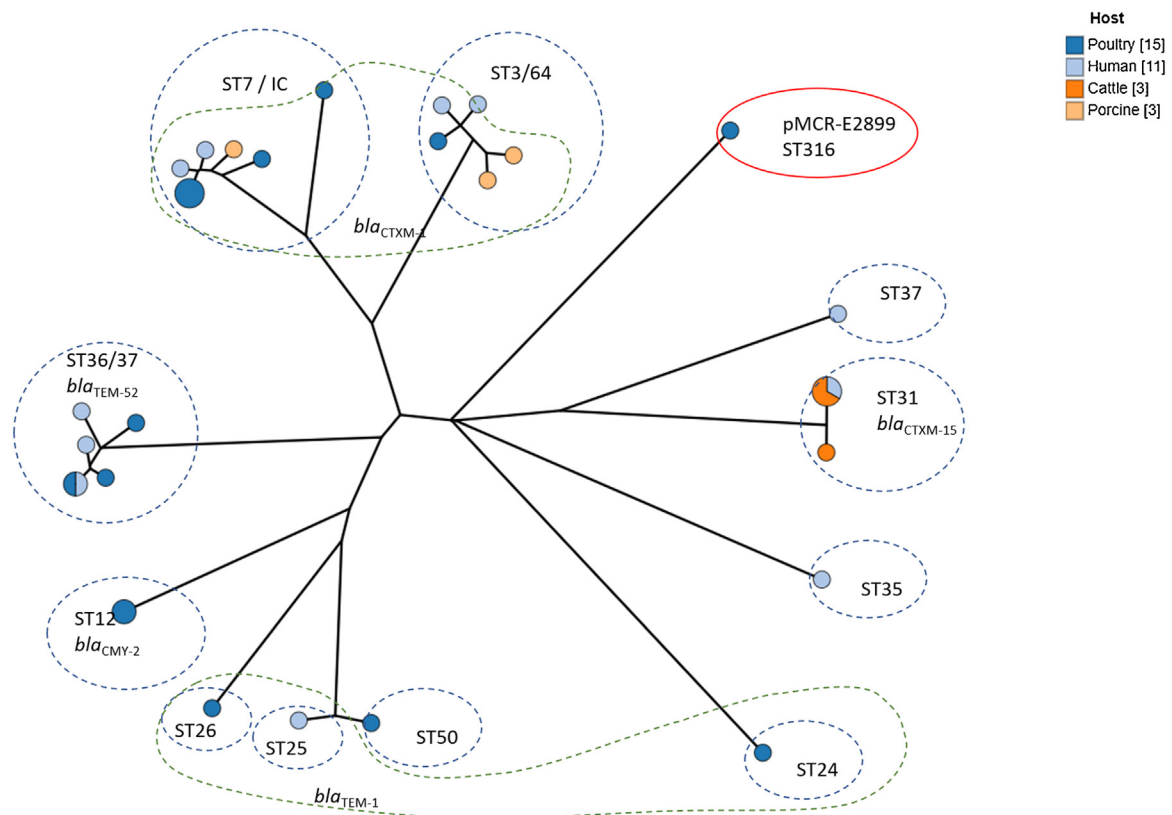 Host
Poultry [15]
Human [11]
Cattle [3]
Porcine [3]
ST7 / IC
ST3/64
pMCR-E2899
ST316
blaCTXM-1
ST37
ST36/37
blaTEM-52
ST31
blaCTXM-15
ST35
ST12
blaCMY-2
ST26
ST25
ST50
ST24
blaTEM-1